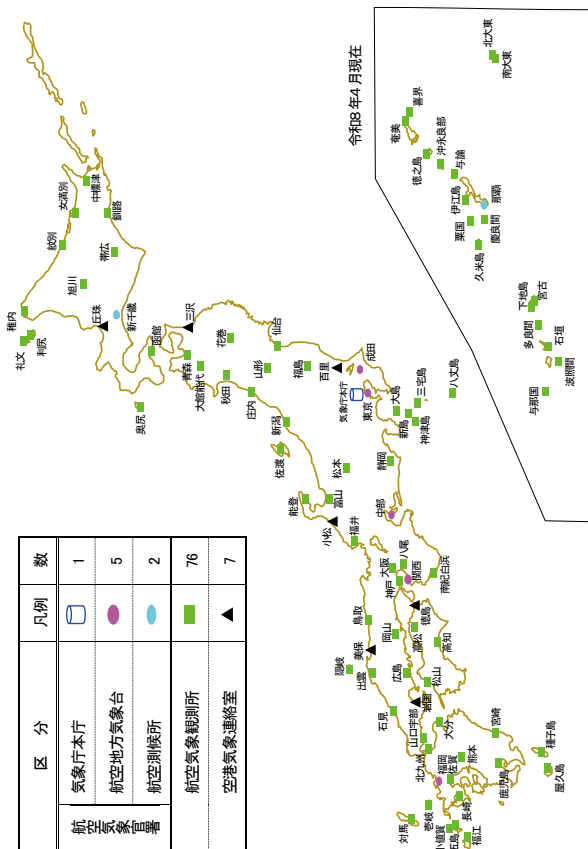 令和8年4月現在
区分
凡例
数
航空気象官署
気象庁本庁
1
航空地方気象台
5
航空測候所
2
航空気象観測所
76
空港気象連絡室
7
稚内
礼文
利尻
紋別
女満別
中標津
釧路
帯広
旭川
丘珠
新千歳
函館
奥尻
三沢
青森
大館能代
秋田
花巻
仙台
山形
庄内
福島
新潟
佐渡
百里
成田
気象庁本庁
東京
大島
新島
三宅島
神津島
八丈島
松本
静岡
能登
富山
小松
福井
中部
大阪
八尾
神戸
関西
南紀白浜
鳥取
岡山
徳島
高松
高知
美保
隠岐
出雲
広島
松山
岩国
石見
山口宇部
大分
北九州
福岡
佐賀
熊本
宮崎
長崎
鹿児島
種子島
屋久島
対馬
壱岐
小値賀
五島
福江
北大東
南大東
喜界
奄美
徳之島
沖永良部
与論
伊江島
那覇
粟国
慶良間
久米島
下地島
宮古
多良間
石垣
波照間
与那国